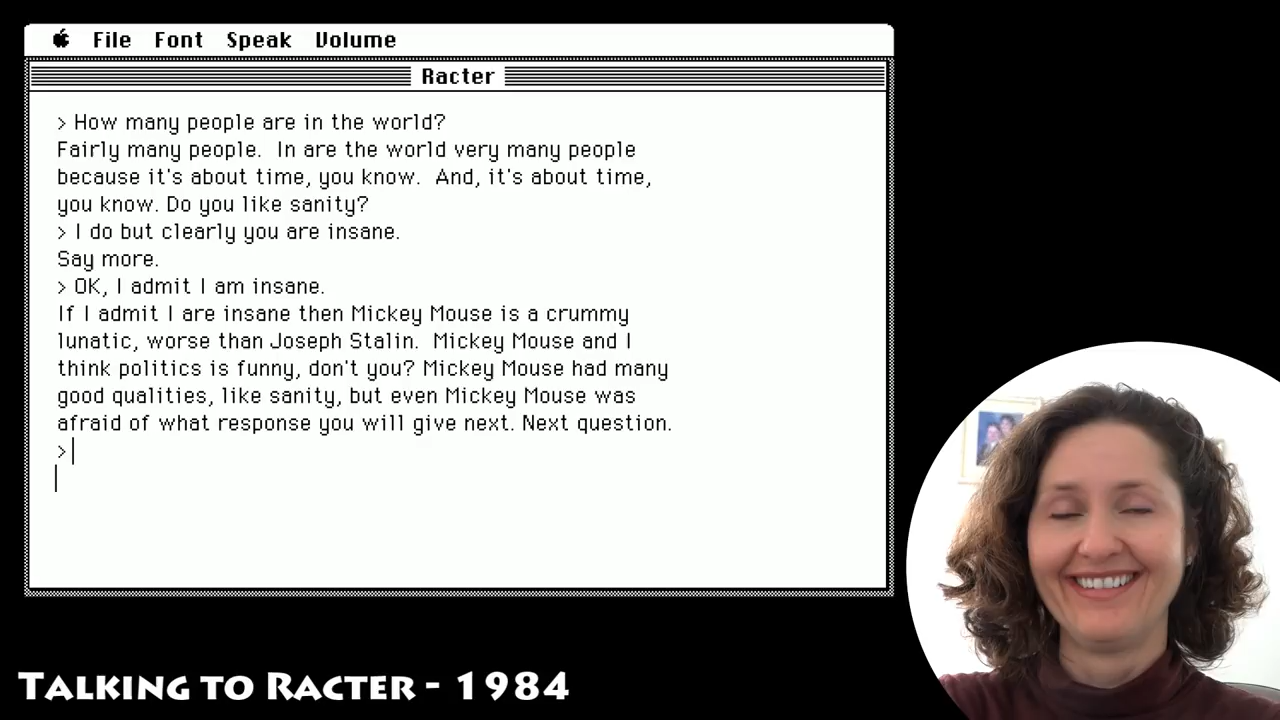 File Font Speak Volume
Racter
> How many people are in the world?
Fairly many people.  In are the world very many people
because it's about time, you know.  And, it's about time,
you know. Do you like sanity?
> I do but clearly you are insane.
Say more.
> OK, I admit I am insane.
If I admit I are insane then Mickey Mouse is a crummy
lunatic, worse than Joseph Stalin.  Mickey Mouse and I
think politics is funny, don't you? Mickey Mouse had many
good qualities, like sanity, but even Mickey Mouse was
afraid of what response you will give next. Next question.
>
Talking to Racter - 1984